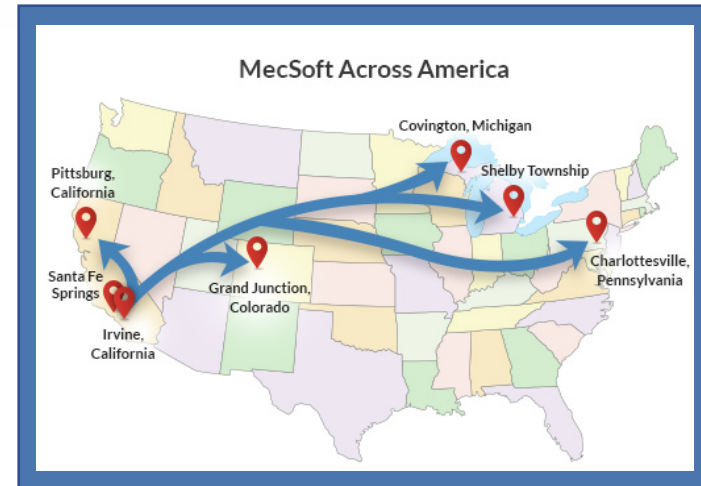 MecSoft Across America
Covington, Michigan
Pittsburg,
California
Shelby Township
Charlottesville,
Pennsylvania
Santa Fe
Springs
Grand Junction,
Colorado
Irvine,
California